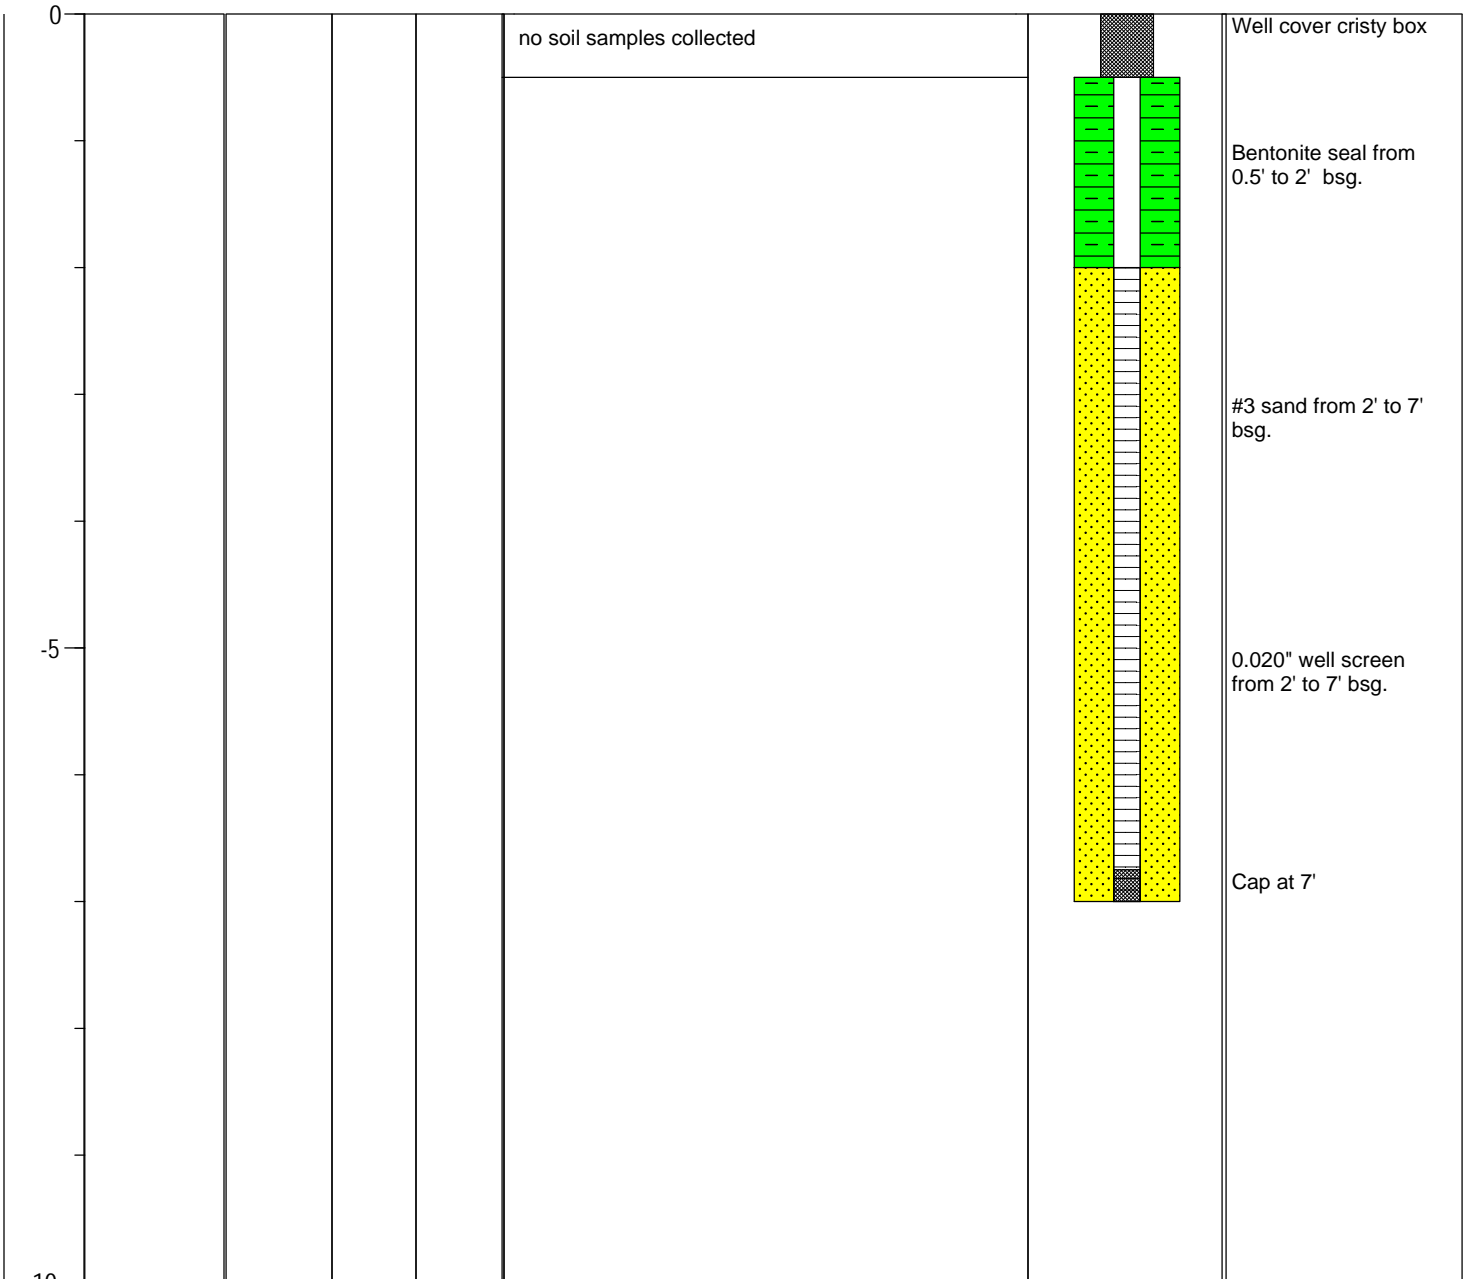 0
no soil samples collected
Well cover cristy box
Bentonite seal from
0.5' to 2' bsg.
#3 sand from 2' to 7'
bsg.
-5
0.020" well screen
from 2' to 7' bsg.
Cap at 7'